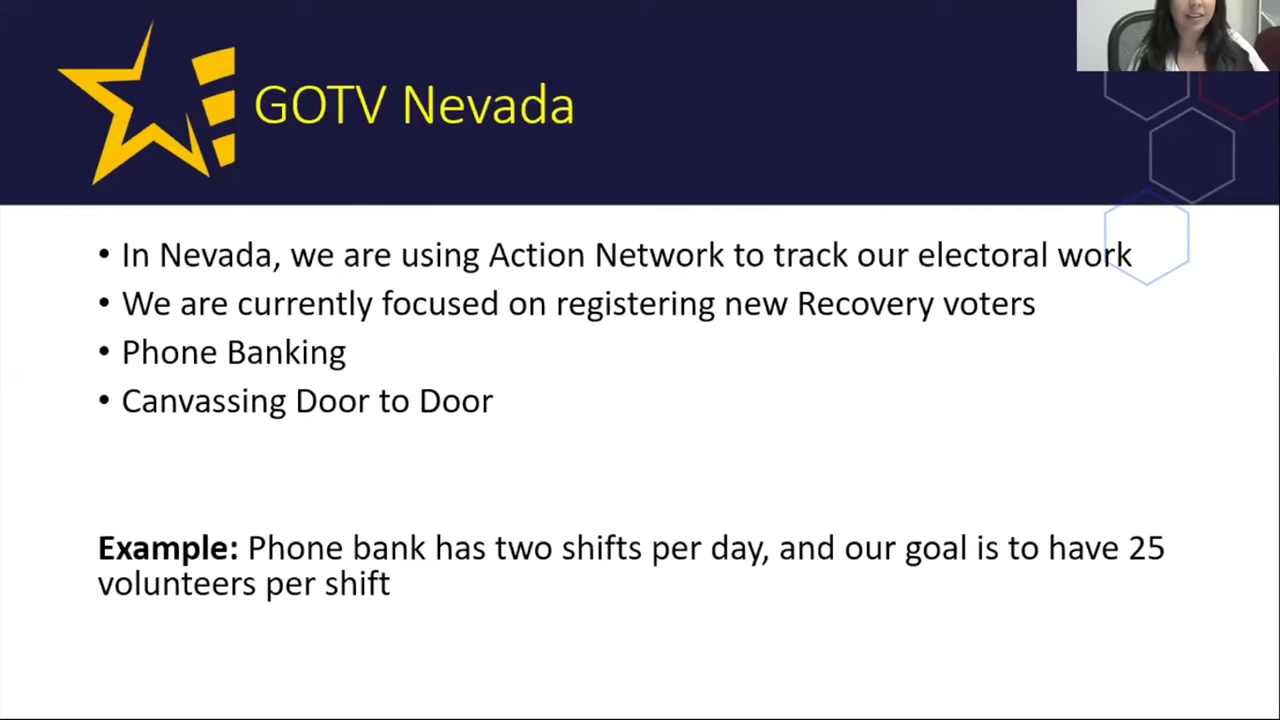 GOTV Nevada
• In Nevada, we are using Action Network to track our electoral work
• We are currently focused on registering new Recovery voters
• Phone Banking
• Canvassing Door to Door
Example: Phone bank has two shifts per day, and our goal is to have 25
volunteers per shift